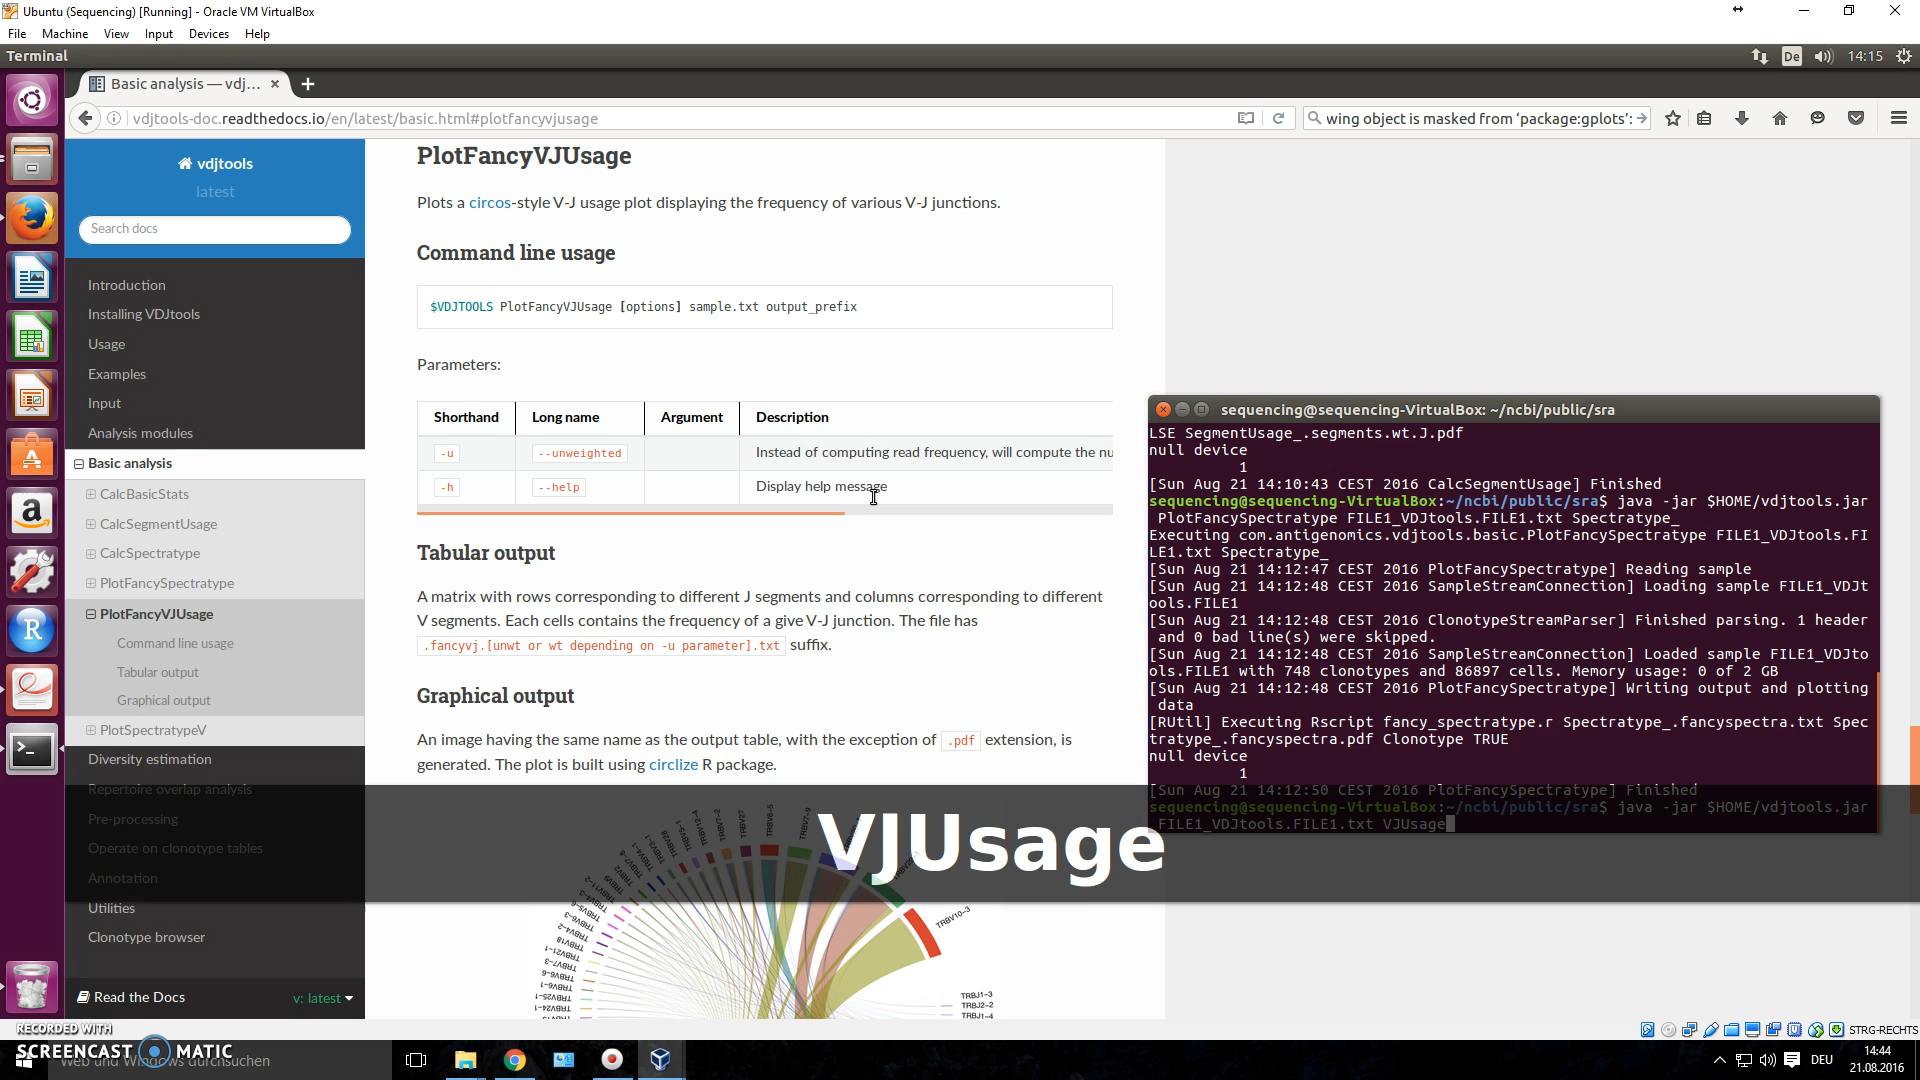 Ubuntu (Sequencing) [Running] - Oracle VM VirtualBox
File Machine View Input Devices Help
Terminal
De 14:15
Basic analysis — vdj...
vdjtools-doc.readthedocs.io/en/latest/basic.html#plotfancyvjusage
wing object is masked from ‘package:gplots’:
vdjtools
latest
Search docs
Introduction
Installing VDJtools
Usage
Examples
Input
Analysis modules
Basic analysis
CalcBasicStats
CalcSegmentUsage
CalcSpectratype
PlotFancySpectratype
PlotFancyVJUsage
Command line usage
Tabular output
Graphical output
PlotSpectratypeV
Diversity estimation
Repertoire overlap analysis
Pre-processing
Operate on clonotype tables
Annotation
Utilities
Clonotype browser
Read the Docs v: latest
PlotFancyVJUsage
Plots a circos-style V-J usage plot displaying the frequency of various V-J junctions.
Command line usage
$VDJTOOLS PlotFancyVJUsage [options] sample.txt output_prefix
Parameters:
Shorthand Long name Argument Description
-u --unweighted Instead of computing read frequency, will compute the nu
-h --help Display help message
Tabular output
A matrix with rows corresponding to different J segments and columns corresponding to different
V segments. Each cells contains the frequency of a give V-J junction. The file has
.fancyvj.[unwt or wt depending on -u parameter].txt suffix.
Graphical output
An image having the same name as the output table, with the exception of .pdf extension, is
generated. The plot is built using circlize R package.
TRBV10-3
TRBJ1-3
TRBJ2-2
TRBJ1-4
sequencing@sequencing-VirtualBox: ~/ncbi/public/sra
LSE SegmentUsage_.segments.wt.J.pdf
null device
1
[Sun Aug 21 14:10:43 CEST 2016 CalcSegmentUsage] Finished
sequencing@sequencing-VirtualBox:~/ncbi/public/sra$ java -jar $HOME/vdjtools.jar
PlotFancySpectratype FILE1_VDJtools.FILE1.txt Spectratype_
Executing com.antigenomics.vdjtools.basic.PlotFancySpectratype FILE1_VDJtools.FI
LE1.txt Spectratype_
[Sun Aug 21 14:12:47 CEST 2016 PlotFancySpectratype] Reading sample
[Sun Aug 21 14:12:48 CEST 2016 SampleStreamConnection] Loading sample FILE1_VDJt
ools.FILE1
[Sun Aug 21 14:12:48 CEST 2016 ClonotypeStreamParser] Finished parsing. 1 header
and 0 bad line(s) were skipped.
[Sun Aug 21 14:12:48 CEST 2016 SampleStreamConnection] Loaded sample FILE1_VDJto
ols.FILE1 with 748 clonotypes and 86897 cells. Memory usage: 0 of 2 GB
[Sun Aug 21 14:12:48 CEST 2016 PlotFancySpectratype] Writing output and plotting
data
[RUtil] Executing Rscript fancy_spectratype.r Spectratype_.fancyspectra.txt Spec
tratype_.fancyspectra.pdf Clonotype TRUE
null device
1
[Sun Aug 21 14:12:50 CEST 2016 PlotFancySpectratype] Finished
sequencing@sequencing-VirtualBox:~/ncbi/public/sra$ java -jar $HOME/vdjtools.jar
FILE1_VDJtools.FILE1.txt VJUsage
VJUsage
STRG-RECHTS
RECORDED WITH
SCREENCAST MATIC
Web und Windows durchsuchen
DEU
14:44
21.08.2016